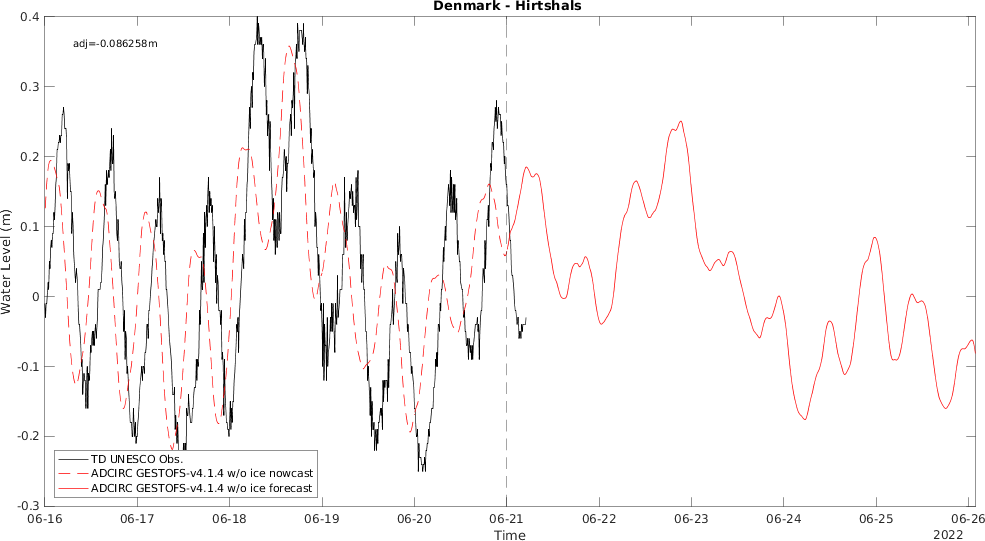 Denmark - Hirtshals
adj=-0.086258m
0.4
0.3
0.2
0.1
0
-0.1
-0.2
-0.3
Water Level (m)
TD UNESCO Obs.
ADCIRC GESTOFS-v4.1.4 w/o ice nowcast
ADCIRC GESTOFS-v4.1.4 w/o ice forecast
06-16 06-17 06-18 06-19 06-20 06-21 06-22 06-23 06-24 06-25 06-26
Time
2022